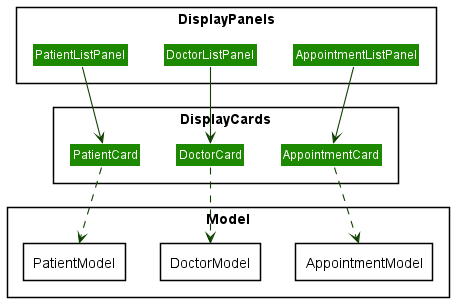 DisplayPanels
PatientListPanel
DoctorListPanel
AppointmentListPanel
DisplayCards
PatientCard
DoctorCard
AppointmentCard
Model
PatientModel
DoctorModel
AppointmentModel